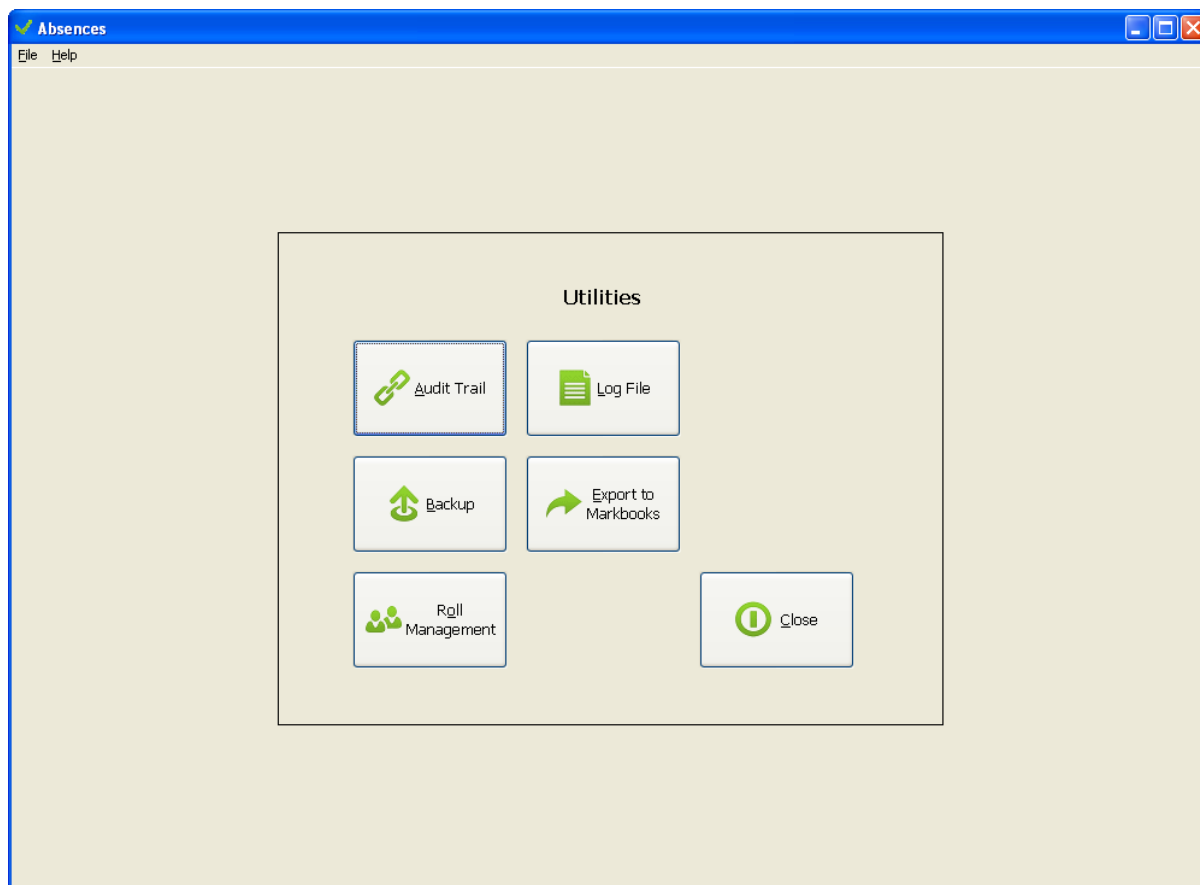 Absences
File Help
Utilities
Audit Trail
Log File
Backup
Export to
Markbooks
Roll
Management
Close